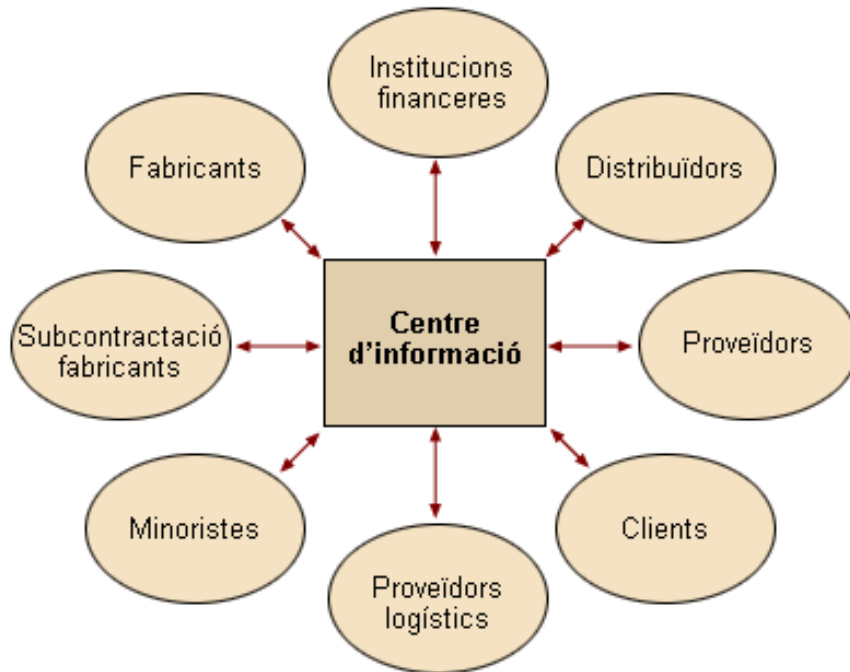 Institucions
financeres
Fabricants
Distribuïdors
Subcontractació
fabricants
Centre
d'informació
Proveïdors
Minoristes
Clients
Proveïdors
logístics